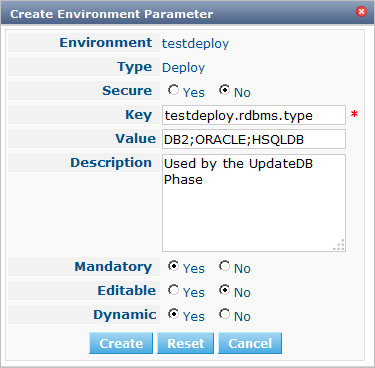 Create Environment Parameter
Environment testdeploy
Type Deploy
Secure Yes No
Key testdeploy.rdbms.type *
Value DB2;ORACLE;HSQLDB
Description Used by the UpdateDB
Phase
Mandatory Yes No
Editable Yes No
Dynamic Yes No
Create Reset Cancel